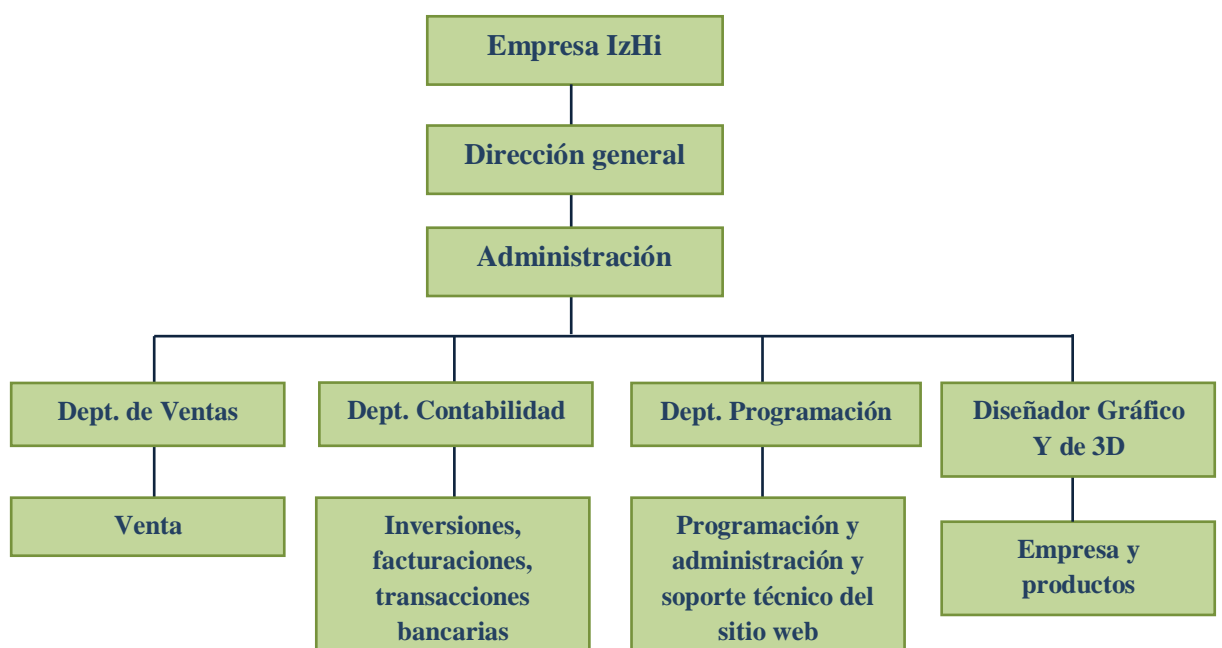 Empresa IzHi
Dirección general
Administración
Dept. de Ventas
Dept. Contabilidad
Dept. Programación
Diseñador Gráfico
Y de 3D
Venta
Inversiones,
facturaciones,
transacciones
bancarias
Programación y
administración y
soporte técnico del
sitio web
Empresa y
productos